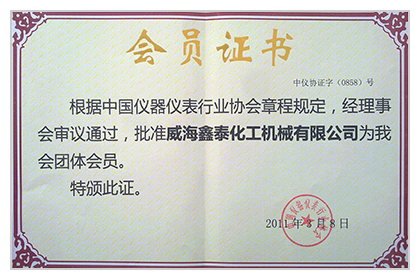 会员证书
中仪协证字（0858）号
根据中国仪器仪表行业协会章程规定，经理事
会审议通过，批准威海鑫泰化工机械有限公司为我
会团体会员。
特颁此证。
2011年3月8日